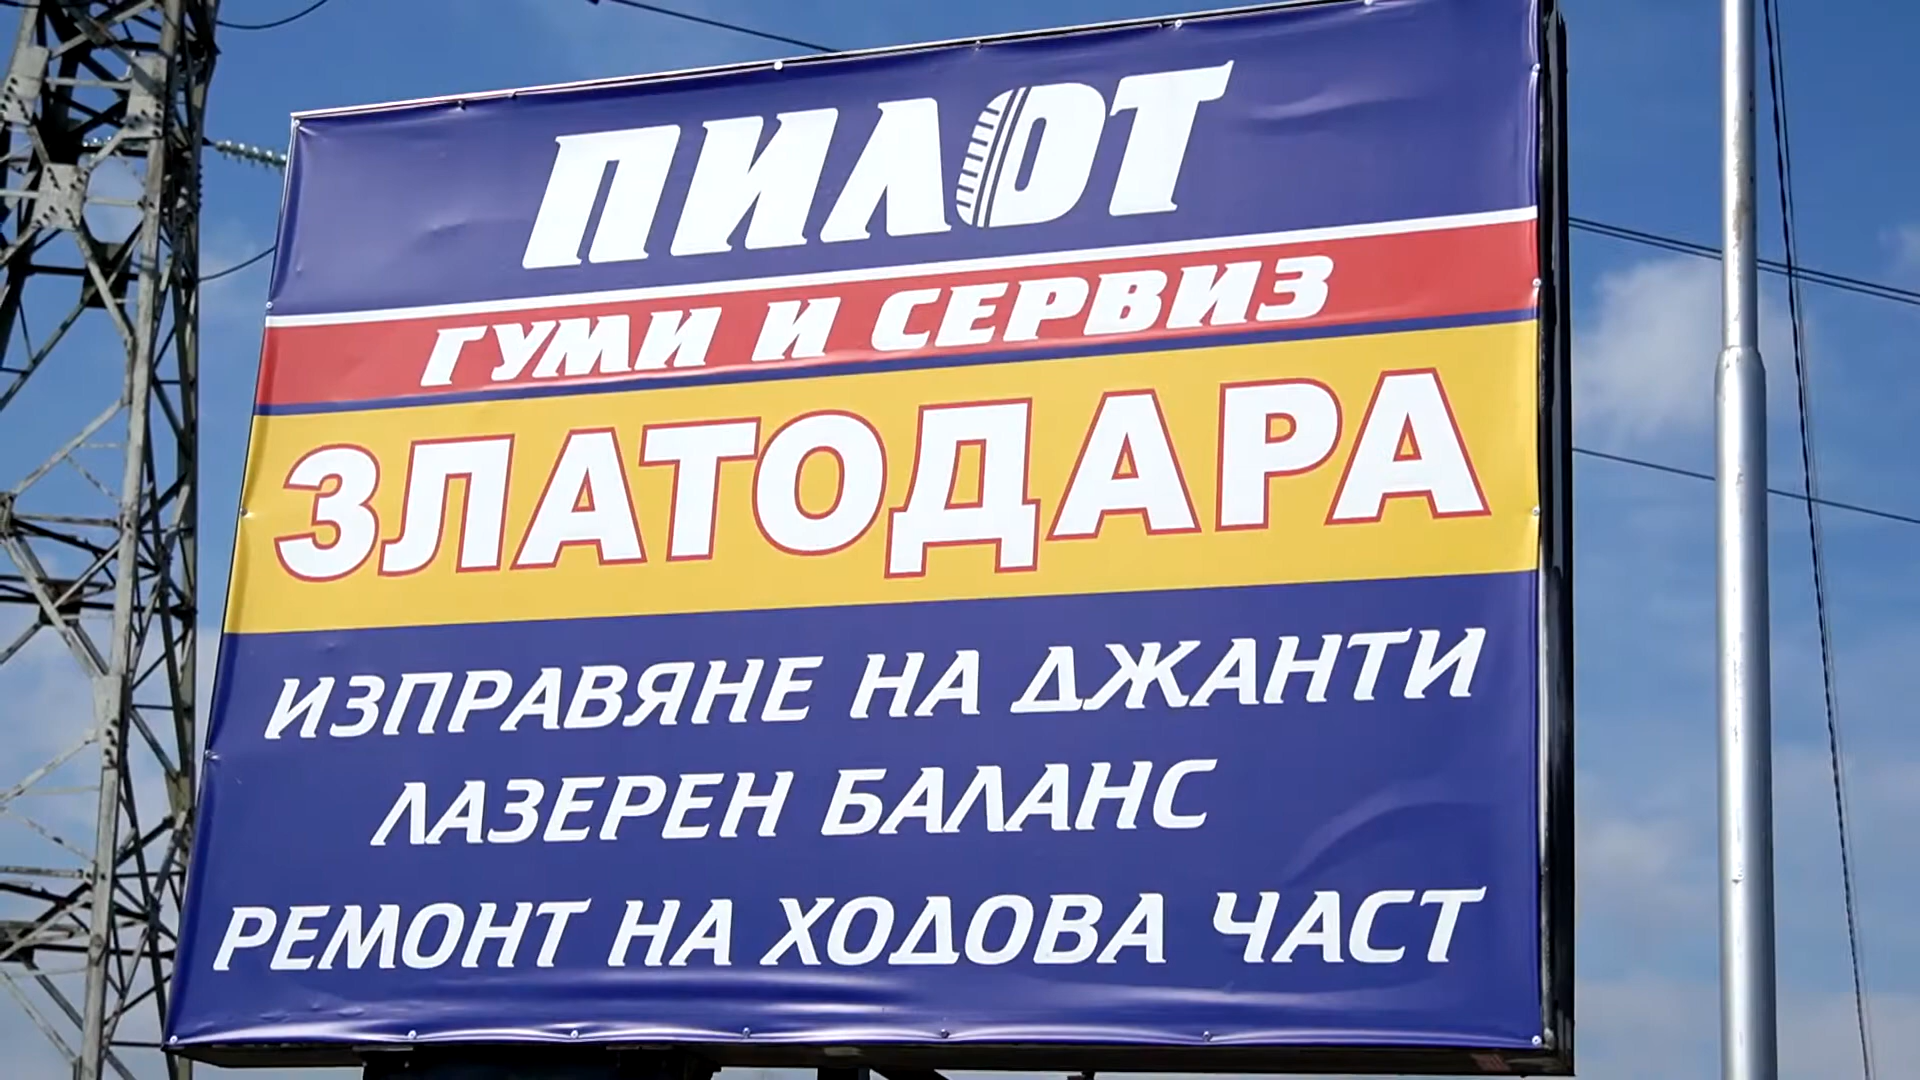 ПИЛОТ
ГУМИ И СЕРВИЗ
ЗЛАТОДАРА
ИЗПРАВЯНЕ НА ДЖАНТИ
ЛАЗЕРЕН БАЛАНС
РЕМОНТ НА ХОДОВА ЧАСТ